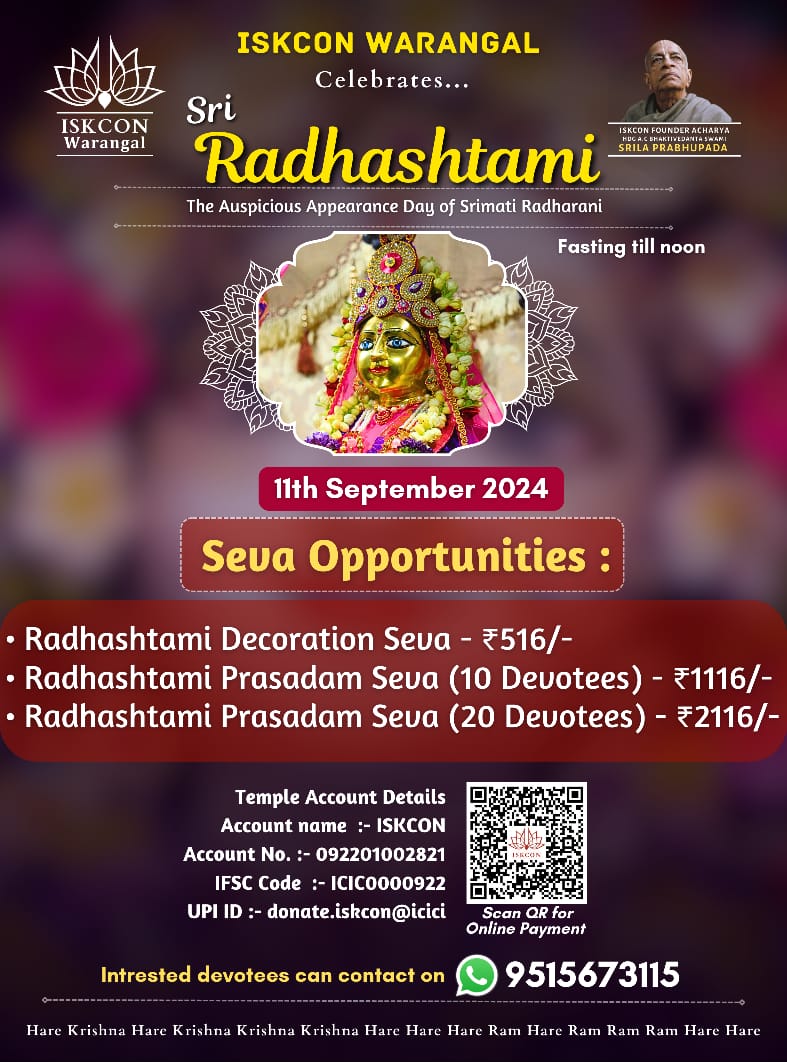 ISKCON WARANGAL
Celebrates...
ISKCON
Warangal
Sri
Radhashtami
ISKCON FOUNDER ACHARYA
HDG A.C BHAKTIVEDANTA SWAMI
SRILA PRABHUPADA
The Auspicious Appearance Day of Srimati Radharani
Fasting till noon
11th September 2024
Seva Opportunities :
• Radhashtami Decoration Seva - ₹516/-
• Radhashtami Prasadam Seva (10 Devotees) - ₹1116/-
• Radhashtami Prasadam Seva (20 Devotees) - ₹2116/-
Temple Account Details
Account name :- ISKCON
Account No. :- 092201002821
IFSC Code :- ICIC0000922
UPI ID :- donate.iskcon@icici
ISKCON
Scan QR for
Online Payment
Intrested devotees can contact on 9515673115
Hare Krishna Hare Krishna Krishna Krishna Hare Hare Hare Ram Hare Ram Ram Ram Hare Hare